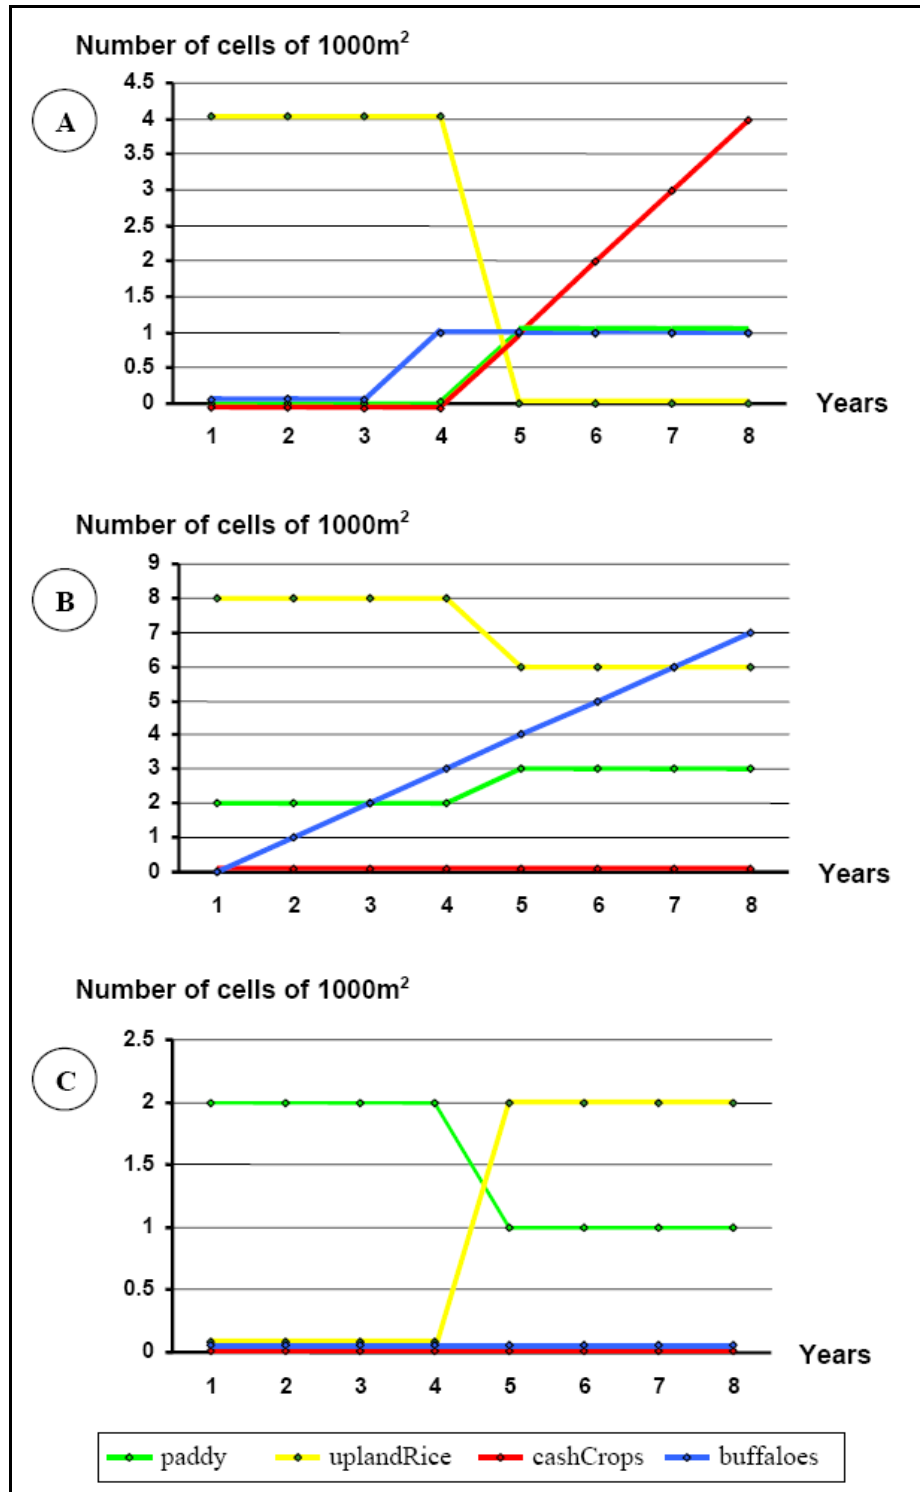 Number of cells of 1000m²
A
4.5
4
3.5
3
2.5
2
1.5
1
0.5
0
1 2 3 4 5 6 7 8
Years
Number of cells of 1000m²
B
9
8
7
6
5
4
3
2
1
0
1 2 3 4 5 6 7 8
Years
Number of cells of 1000m²
C
2.5
2
1.5
1
0.5
0
1 2 3 4 5 6 7 8
Years
paddy uplandRice cashCrops buffaloes